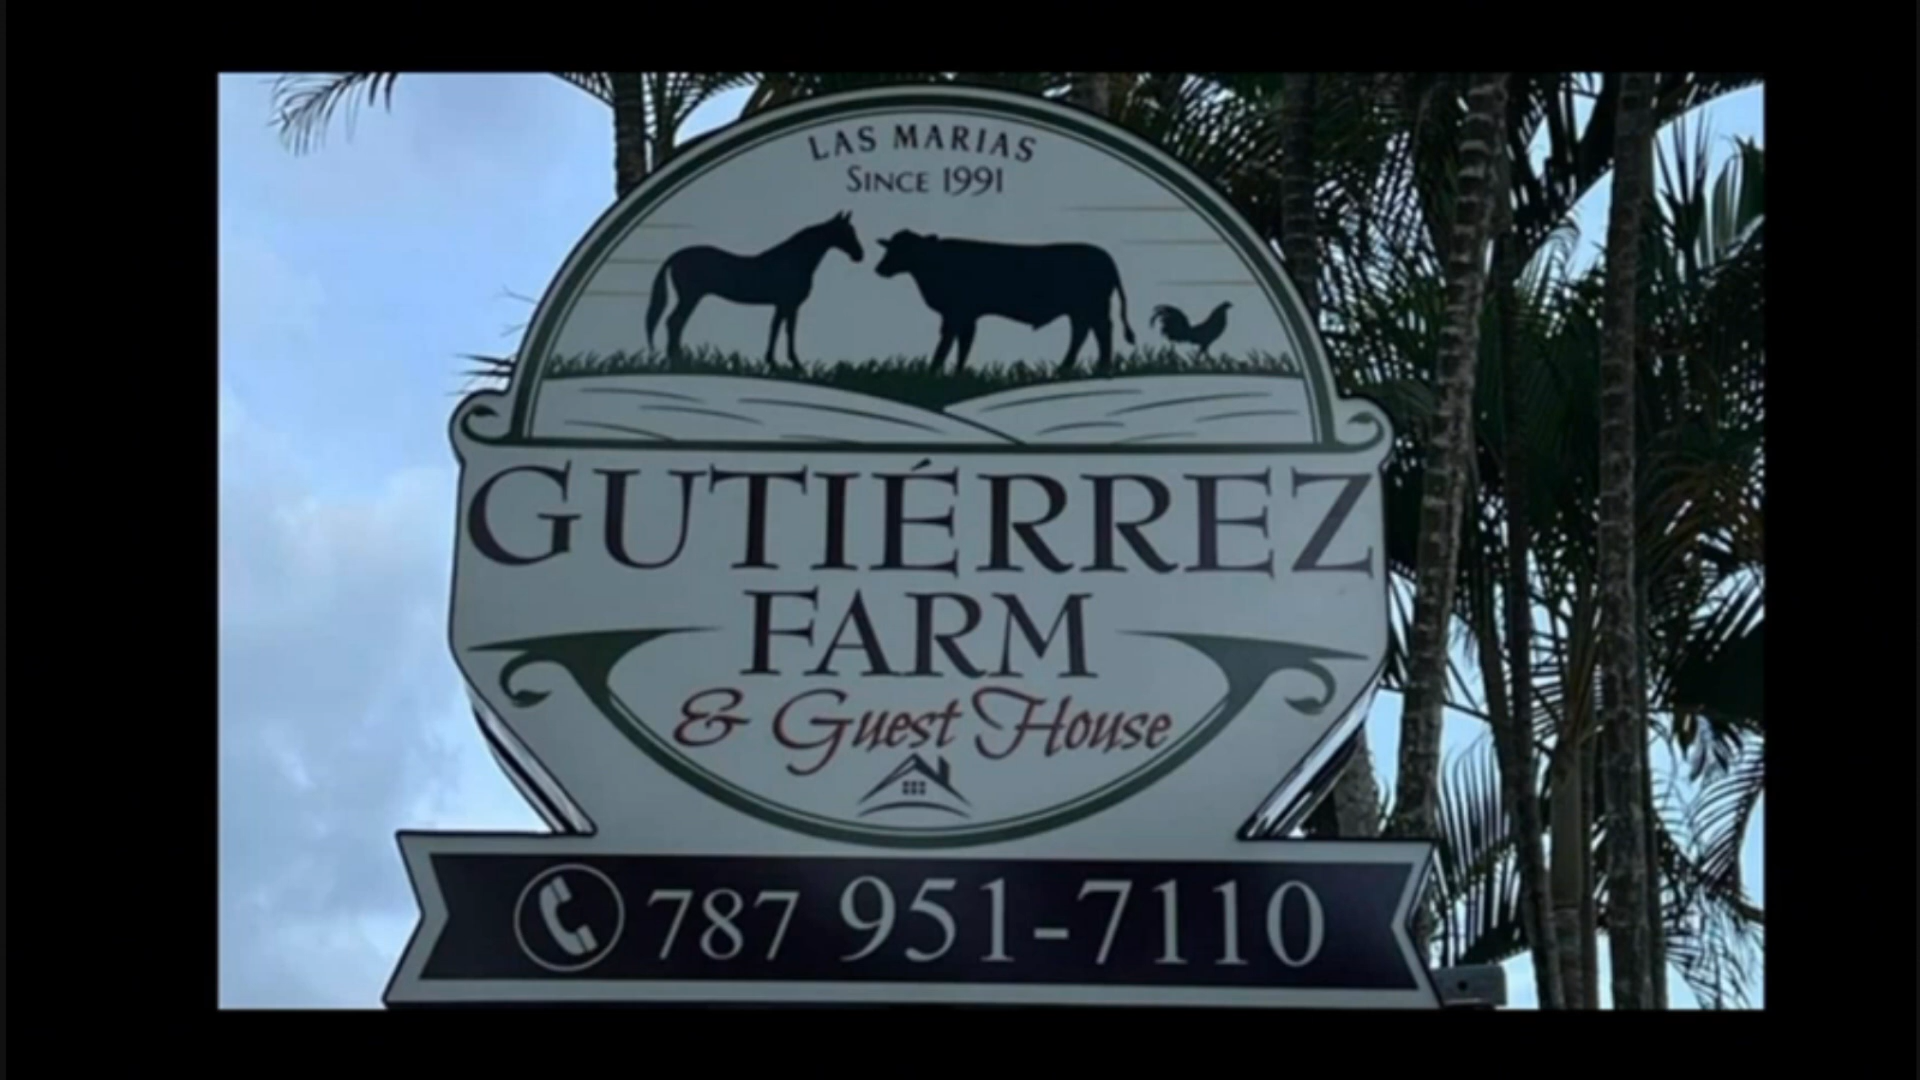 LAS MARIAS
SINCE 1991
GUTIÉRREZ
FARM
& Guest House
787 951-7110